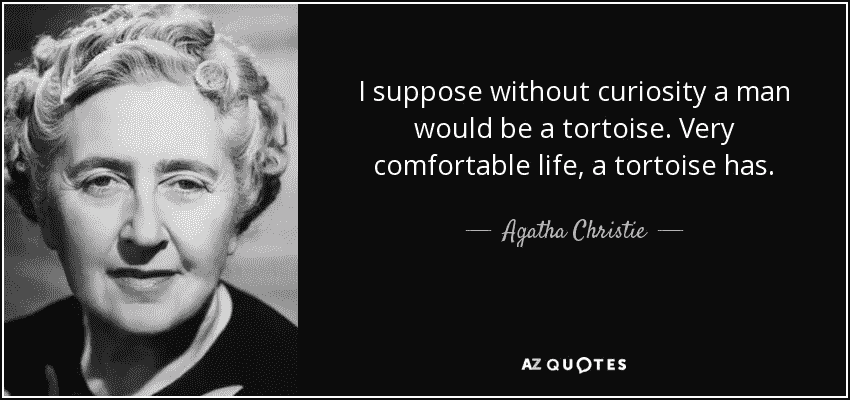 I suppose without curiosity a man
would be a tortoise. Very
comfortable life, a tortoise has.
Agatha Christie
AZ QUOTES